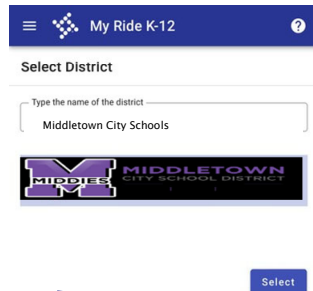 My Ride K-12
?
Select District
Type the name of the district
Middletown City Schools
MIDDIES
MIDDLETOWN
CITY SCHOOL DISTRICT
Select